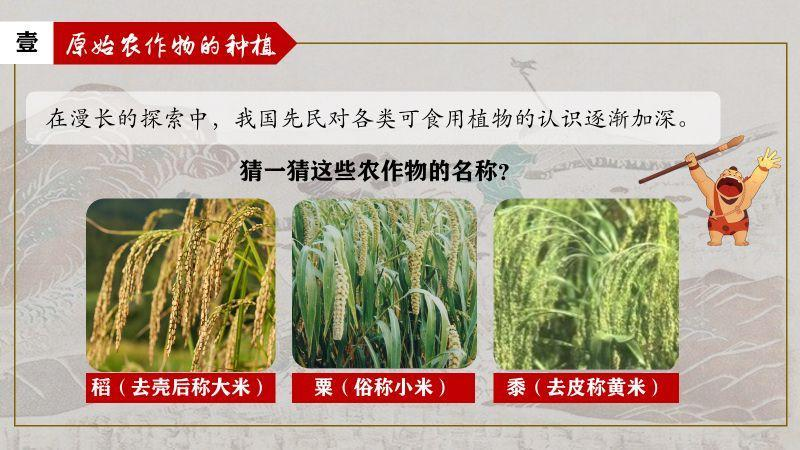 壹
原始农作物的种植
在漫长的探索中，我国先民对各类可食用植物的认识逐渐加深。
猜一猜这些农作物的名称？
稻（去壳后称大米）
粟（俗称小米）
黍（去皮称黄米）